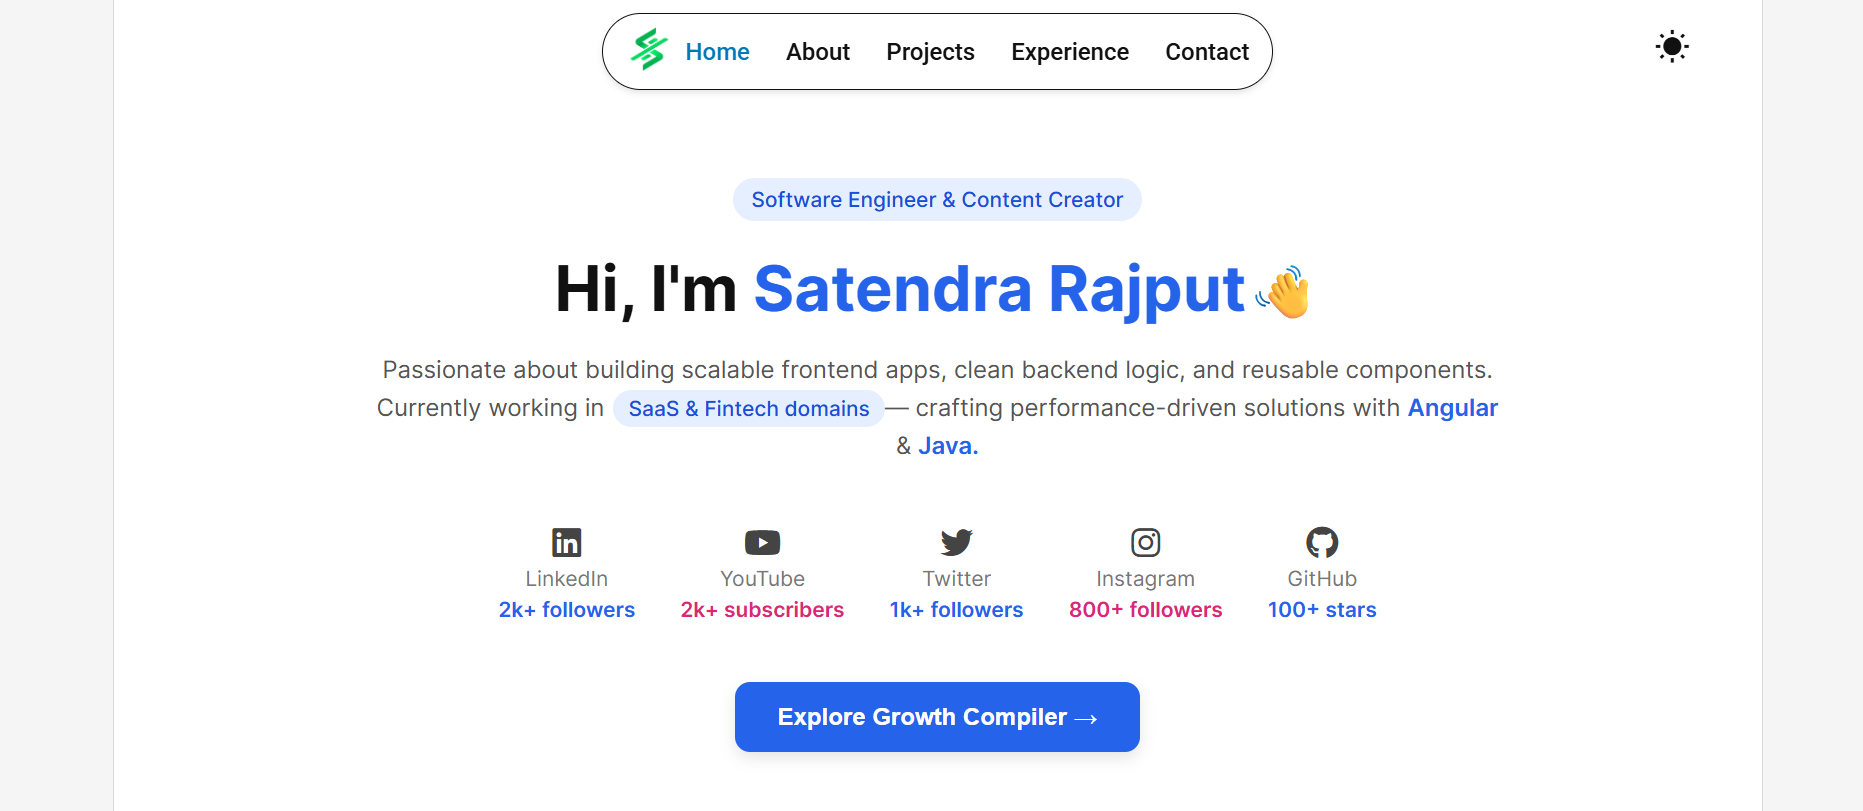 Home About Projects Experience Contact
Software Engineer & Content Creator
Hi, I'm Satendra Rajput 👋
Passionate about building scalable frontend apps, clean backend logic, and reusable components.
Currently working in SaaS & Fintech domains — crafting performance-driven solutions with Angular
& Java.
LinkedIn YouTube Twitter Instagram GitHub
2k+ followers 2k+ subscribers 1k+ followers 800+ followers 100+ stars
Explore Growth Compiler →